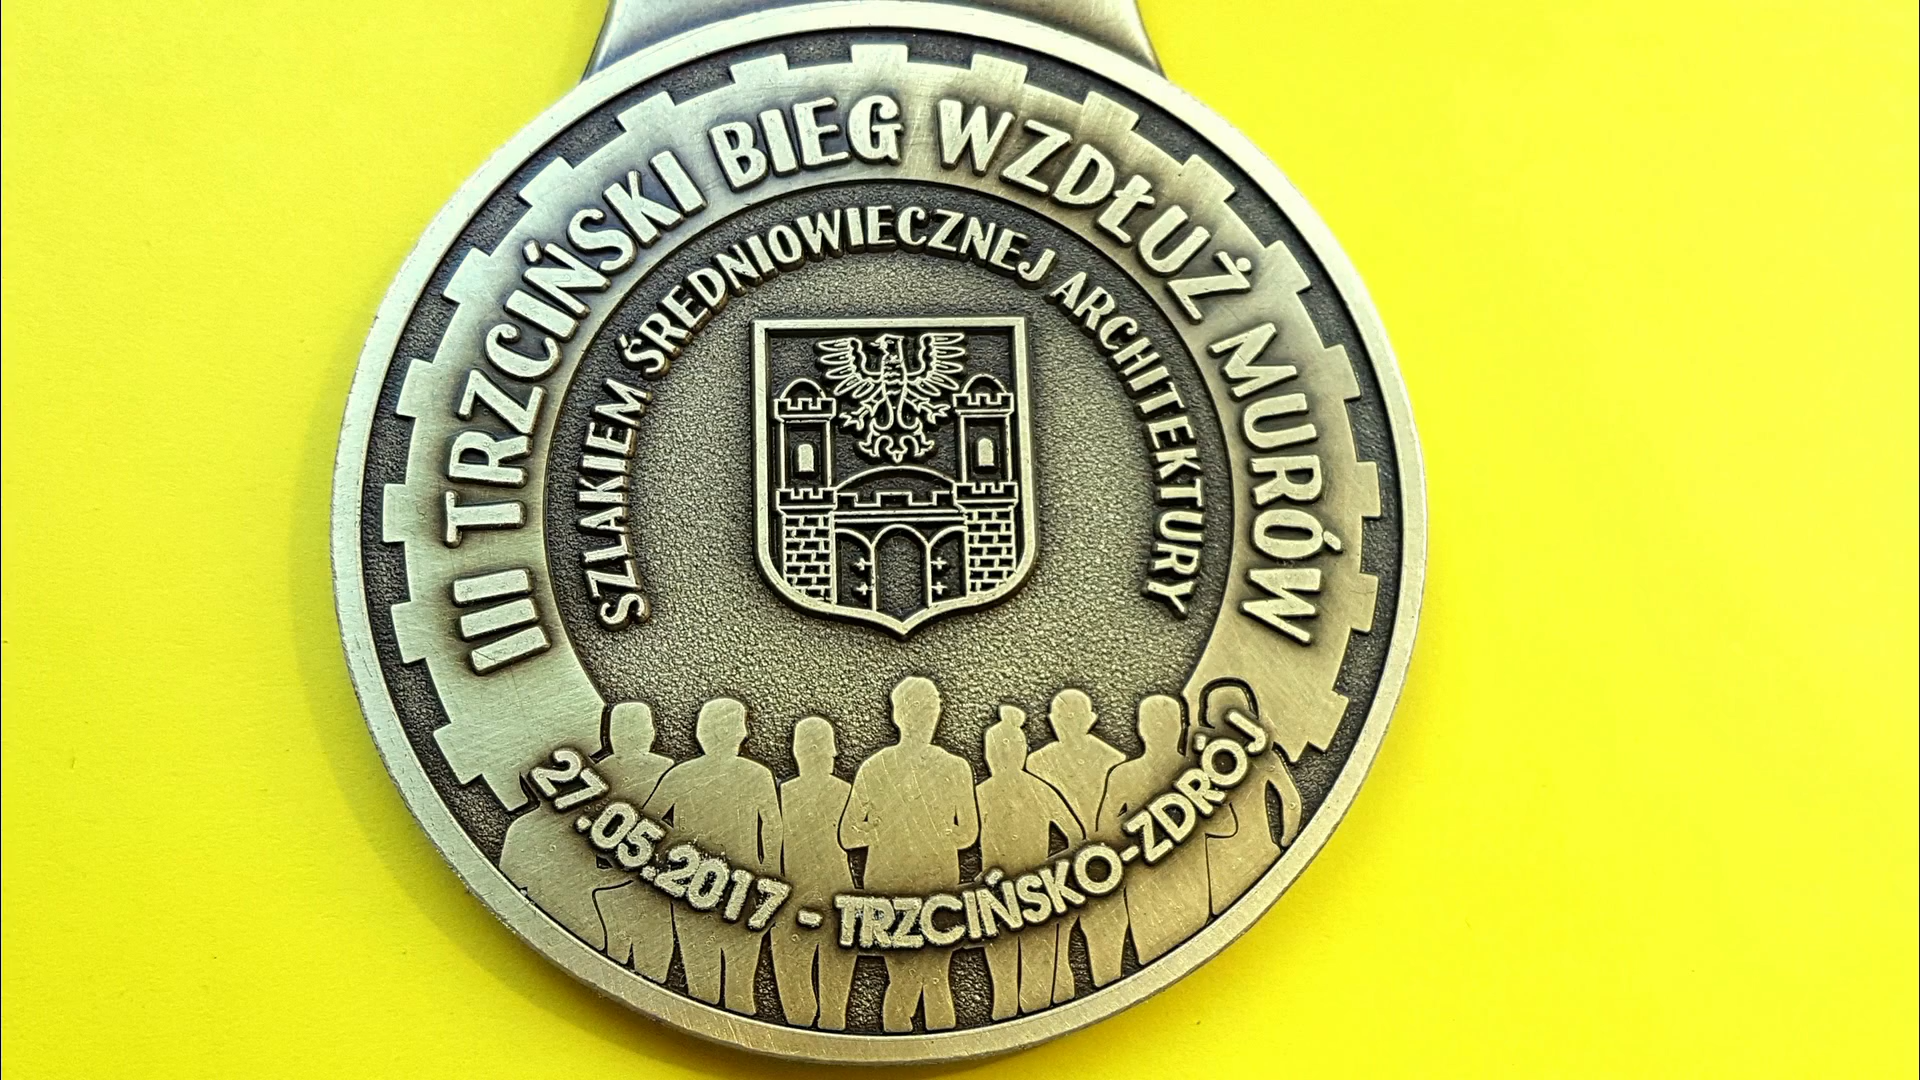 III TRZCIŃSKI BIEG WZDŁUŻ MURÓW
SZLAKIEM ŚREDNIOWIECZNEJ ARCHITEKTURY
27.05.2017 - TRZCIŃSKO-ZDRÓJ